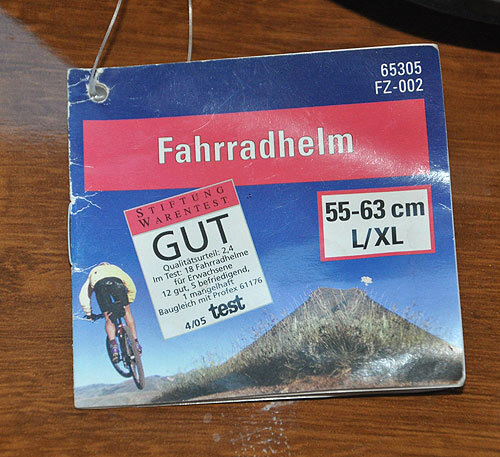 65305
FZ-002
Fahrradhelm
STIFTUNG
WARENTEST
GUT
Qualitätsurteil: 2,4
Im Test: 18 Fahrradhelme
für Erwachsene
12 gut, 5 befriedigend,
1 mangelhaft
Baugleich mit Profex 61176
4/05 test
55-63 cm
L/XL